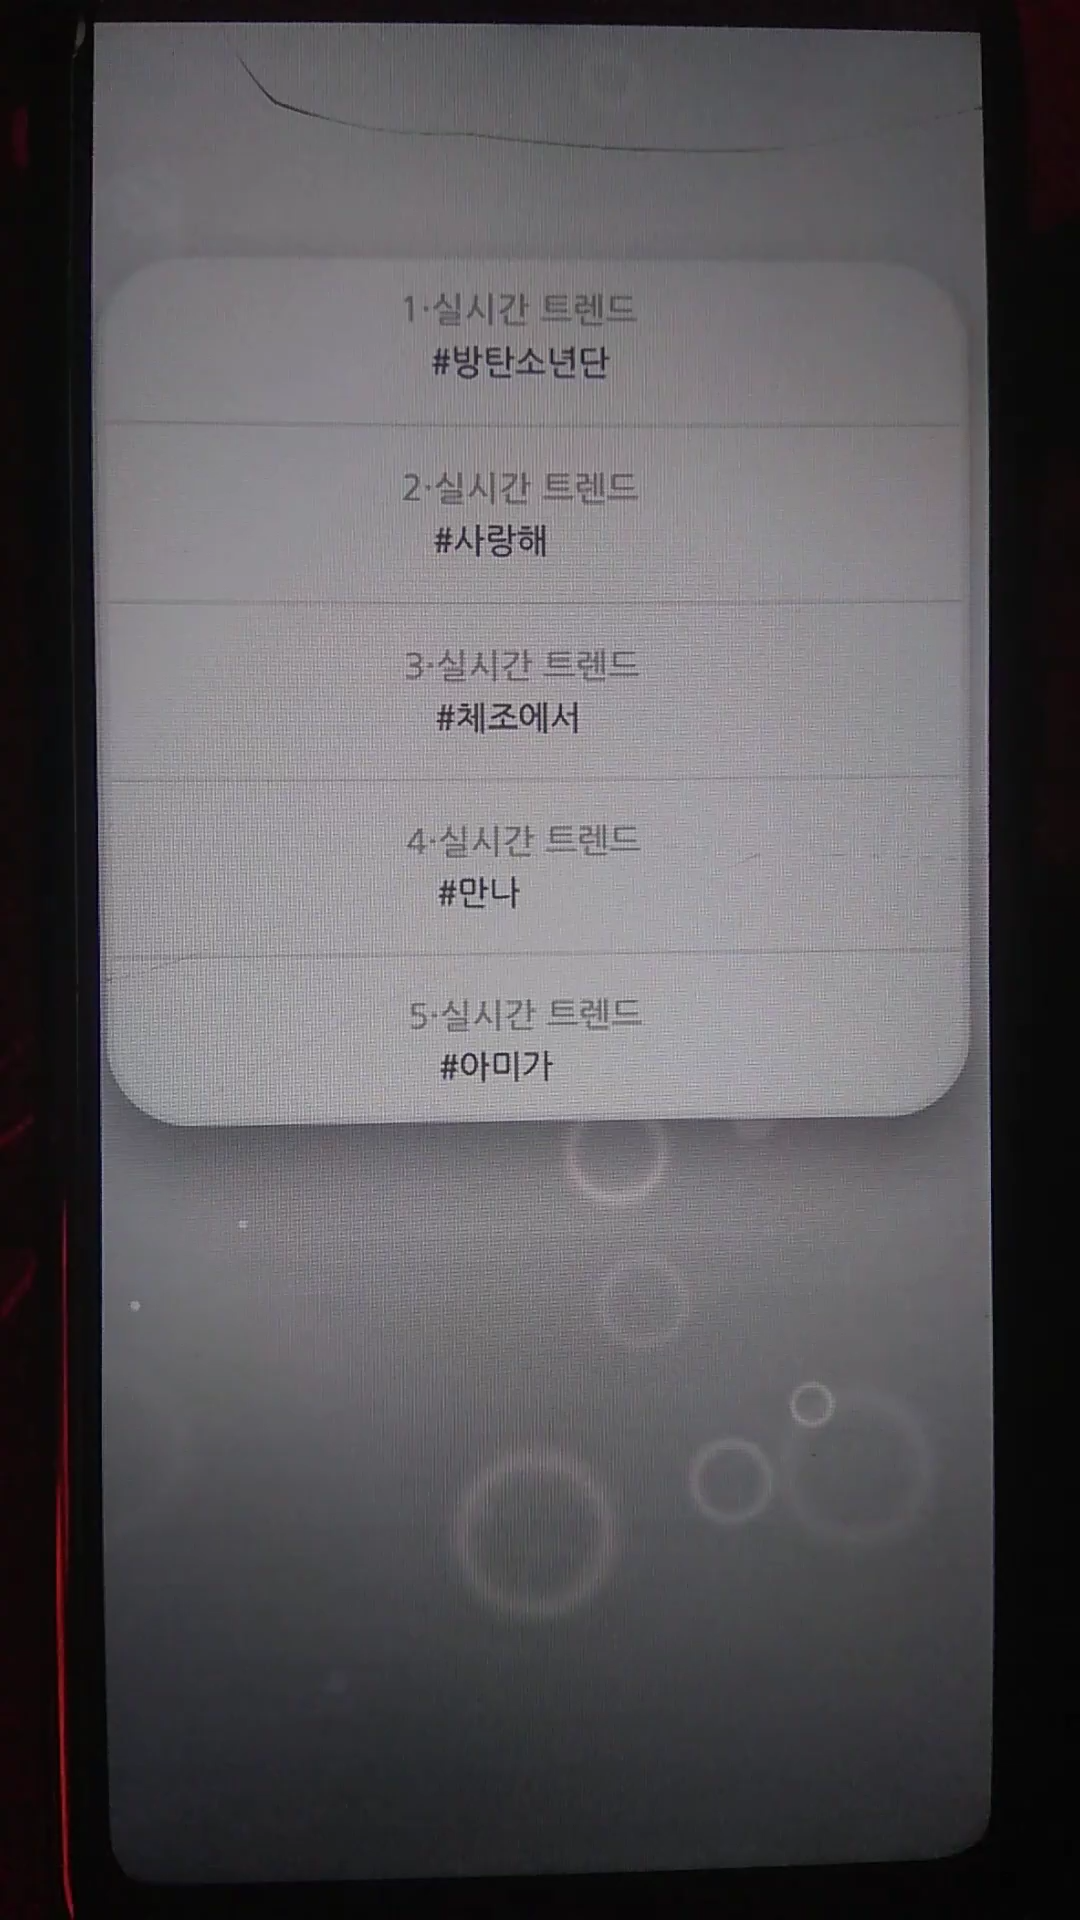 1·실시간 트렌드
#방탄소년단
2·실시간 트렌드
#사랑해
3·실시간 트렌드
#체조에서
4·실시간 트렌드
#만나
5·실시간 트렌드
#아미가